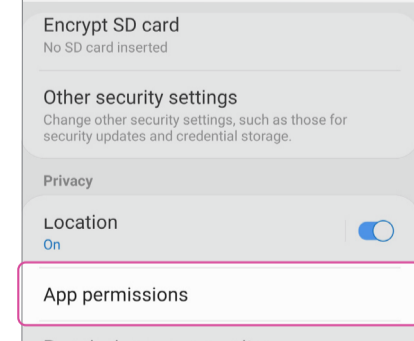 Encrypt SD card
No SD card inserted
Other security settings
Change other security settings, such as those for
security updates and credential storage.
Privacy
Location
On
App permissions